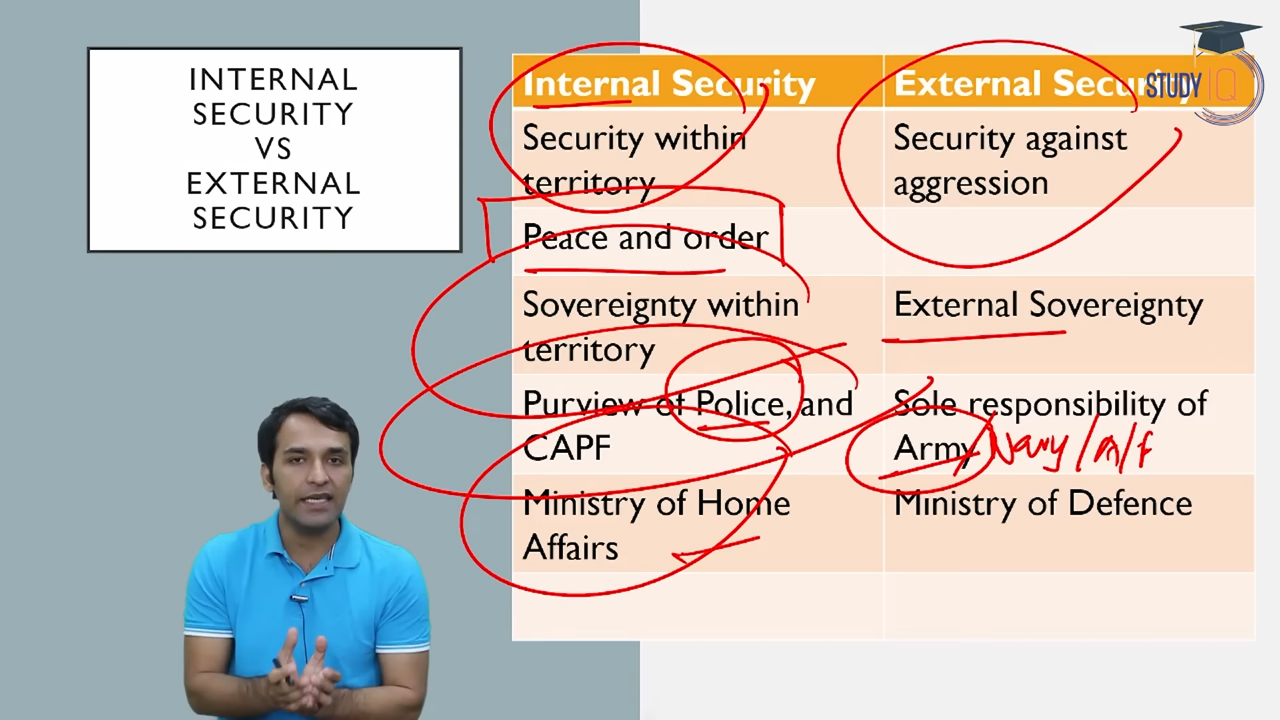 INTERNAL
SECURITY
VS
EXTERNAL
SECURITY
Internal Security
External Security
STUDY IQ
Security within
territory
Security against
aggression
Peace and order
Sovereignty within
territory
External Sovereignty
Purview of Police, and
CAPF
Sole responsibility of
Army/Navy/A/F
Ministry of Home
Affairs
Ministry of Defence